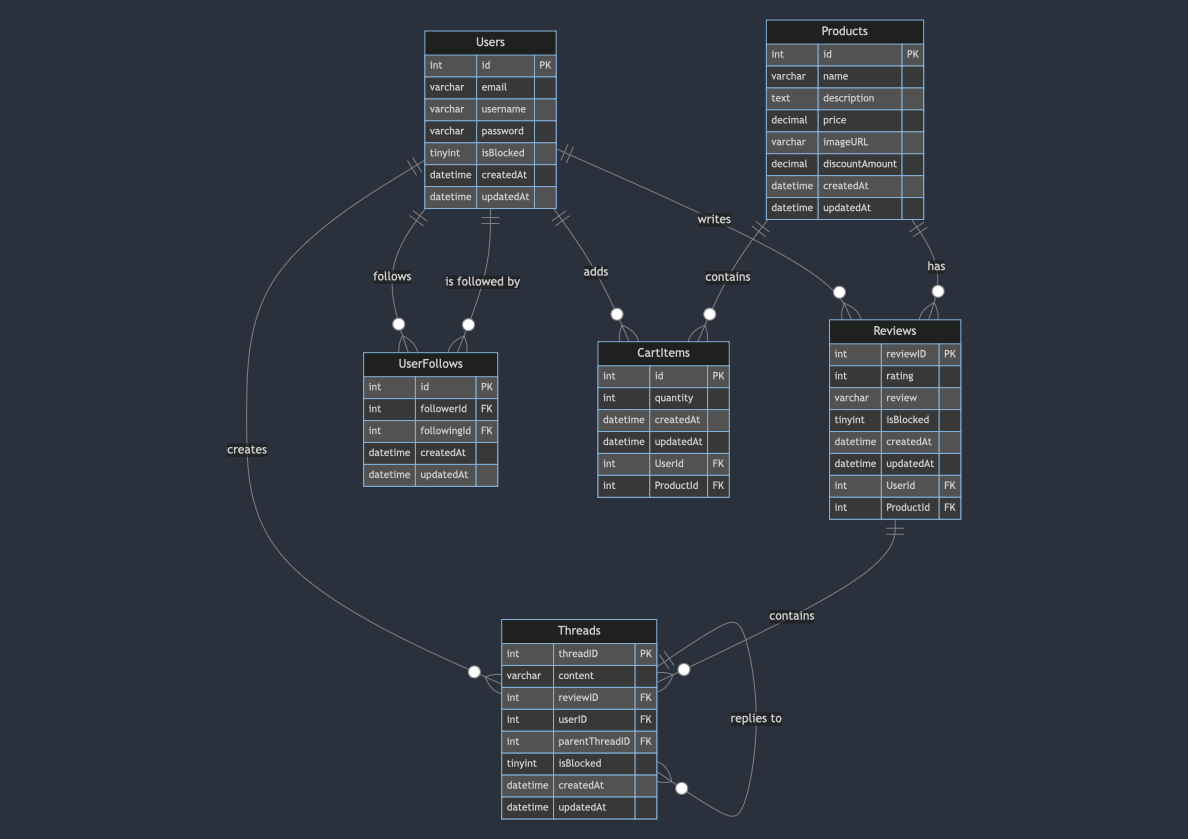 Users
int id PK
varchar email
varchar username
varchar password
tinyint isBlocked
datetime createdAt
datetime updatedAt
Products
int id PK
varchar name
text description
decimal price
varchar imageURL
decimal discountAmount
datetime createdAt
datetime updatedAt
writes
follows
is followed by
adds
contains
has
UserFollows
int id PK
int followerId FK
int followingId FK
datetime createdAt
datetime updatedAt
CartItems
int id PK
int quantity
datetime createdAt
datetime updatedAt
int UserId FK
int ProductId FK
Reviews
int reviewID PK
int rating
varchar review
tinyint isBlocked
datetime createdAt
datetime updatedAt
int UserId FK
int ProductId FK
creates
contains
Threads
int threadID PK
varchar content
int reviewID FK
int userID FK
int parentThreadID FK
tinyint isBlocked
datetime createdAt
datetime updatedAt
replies to